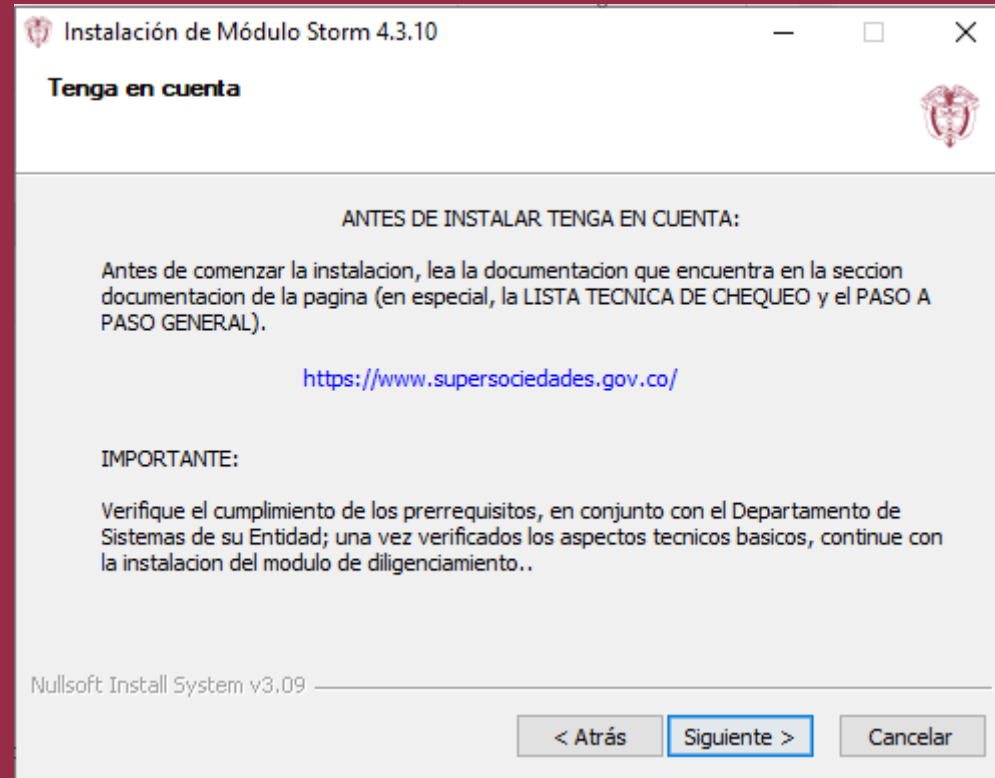 Instalación de Módulo Storm 4.3.10
Tenga en cuenta
ANTES DE INSTALAR TENGA EN CUENTA:
Antes de comenzar la instalacion, lea la documentacion que encuentra en la seccion
documentacion de la pagina (en especial, la LISTA TECNICA DE CHEQUEO y el PASO A
PASO GENERAL).
https://www.supersociedades.gov.co/
IMPORTANTE:
Verifique el cumplimiento de los prerrequisitos, en conjunto con el Departamento de
Sistemas de su Entidad; una vez verificados los aspectos tecnicos basicos, continue con
la instalacion del modulo de diligenciamiento..
Nullsoft Install System v3.09
< Atrás Siguiente > Cancelar